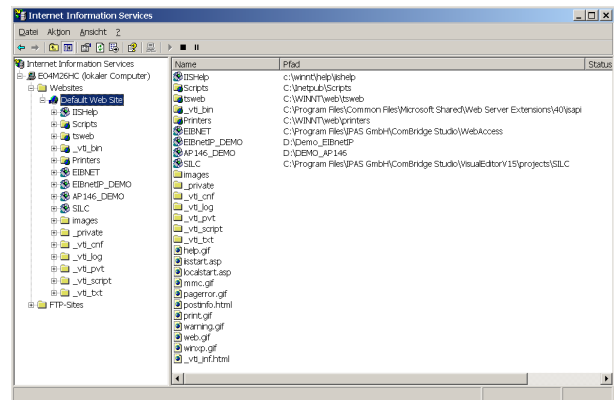 Internet Information Services
Datei Aktion Ansicht ?
Internet Information Services
E04M26HC (lokaler Computer)
Websites
Default Web Site
IISHelp
Scripts
tsweb
_vti_bin
Printers
EIBNET
EIBnetIP_DEMO
AP146_DEMO
SILC
images
_private
_vti_cnf
_vti_log
_vti_pvt
_vti_script
_vti_txt
FTP-Sites
Name Pfad Status
IISHelp c:\winnt\help\iishelp
Scripts c:\inetpub\Scripts
tsweb C:\WINNT\web\tsweb
_vti_bin C:\Program Files\Common Files\Microsoft Shared\Web Server Extensions\40\isapi
Printers C:\WINNT\web\printers
EIBNET C:\Program Files\IPAS GmbH\ComBridge Studio\WebAccess
EIBnetIP_DEMO D:\Demo_EIBnetIP
AP146_DEMO D:\DEMO_AP146
SILC C:\Program Files\IPAS GmbH\ComBridge Studio\VisualEditorV15\projects\SILC
images
_private
_vti_cnf
_vti_log
_vti_pvt
_vti_script
_vti_txt
help.gif
iisstart.asp
localstart.asp
mmc.gif
pagerror.gif
postinfo.html
print.gif
warning.gif
web.gif
winxp.gif
_vti_inf.html